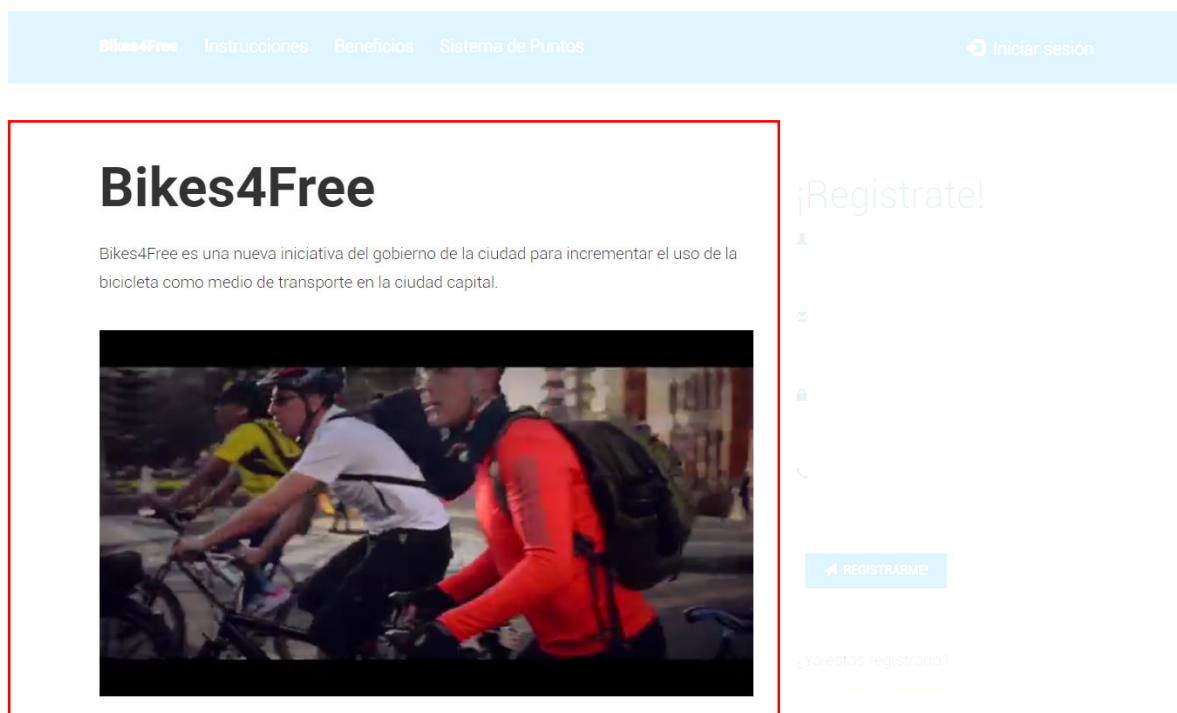 Bikes4Free Instrucciones Beneficios Sistema de Puntos Iniciar sesión
Bikes4Free
Bikes4Free es una nueva iniciativa del gobierno de la ciudad para incrementar el uso de la
bicicleta como medio de transporte en la ciudad capital.
¡Registrate!
REGISTRARME!
¿Ya estas registrado?